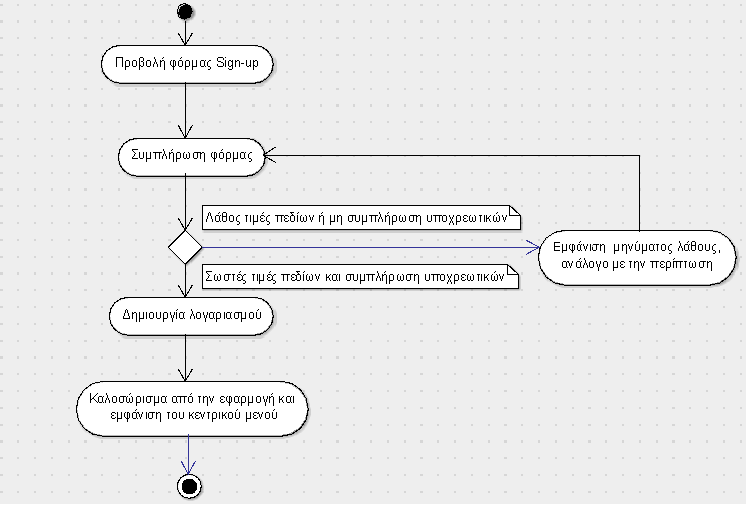 Προβολή φόρμας Sign-up
Συμπλήρωση φόρμας
Λάθος τιμές πεδίων ή μη συμπλήρωση υποχρεωτικών
Εμφάνιση μηνύματος λάθους,
ανάλογο με την περίπτωση
Σωστές τιμές πεδίων και συμπλήρωση υποχρεωτικών
Δημιουργία λογαριασμού
Καλοσώρισμα από την εφαρμογή και
εμφάνιση του κεντρικού μενού